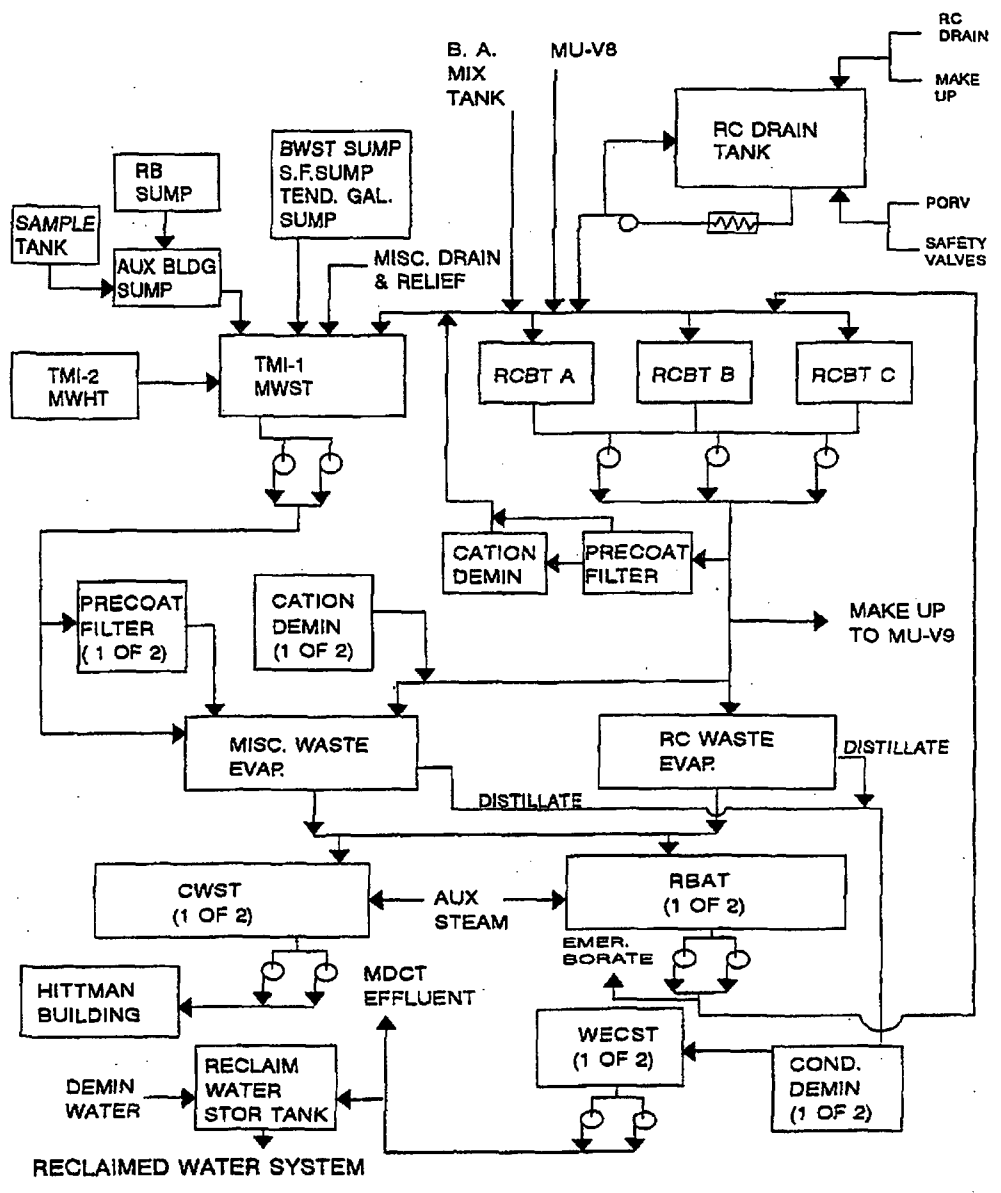 RC
DRAIN
MAKE
UP
B. A.
MIX
TANK
MU-V8
RC DRAIN
TANK
PORV
SAFETY
VALVES
BWST SUMP
S.F.SUMP
TEND. GAL.
SUMP
RB
SUMP
SAMPLE
TANK
AUX BLDG
SUMP
MISC. DRAIN
& RELIEF
TMI-2
MWHT
TMI-1
MWST
RCBT A
RCBT B
RCBT C
CATION
DEMIN
PRECOAT
FILTER
PRECOAT
FILTER
( 1 OF 2)
CATION
DEMIN
(1 OF 2)
MAKE UP
TO MU-V9
MISC. WASTE
EVAP.
RC WASTE
EVAP.
DISTILLATE
DISTILLATE
CWST
(1 OF 2)
AUX
STEAM
RBAT
(1 OF 2)
EMER.
BORATE
HITTMAN
BUILDING
MDCT
EFFLUENT
WECST
(1 OF 2)
COND.
DEMIN
(1 OF 2)
DEMIN
WATER
RECLAIM
WATER
STOR TANK
RECLAIMED WATER SYSTEM